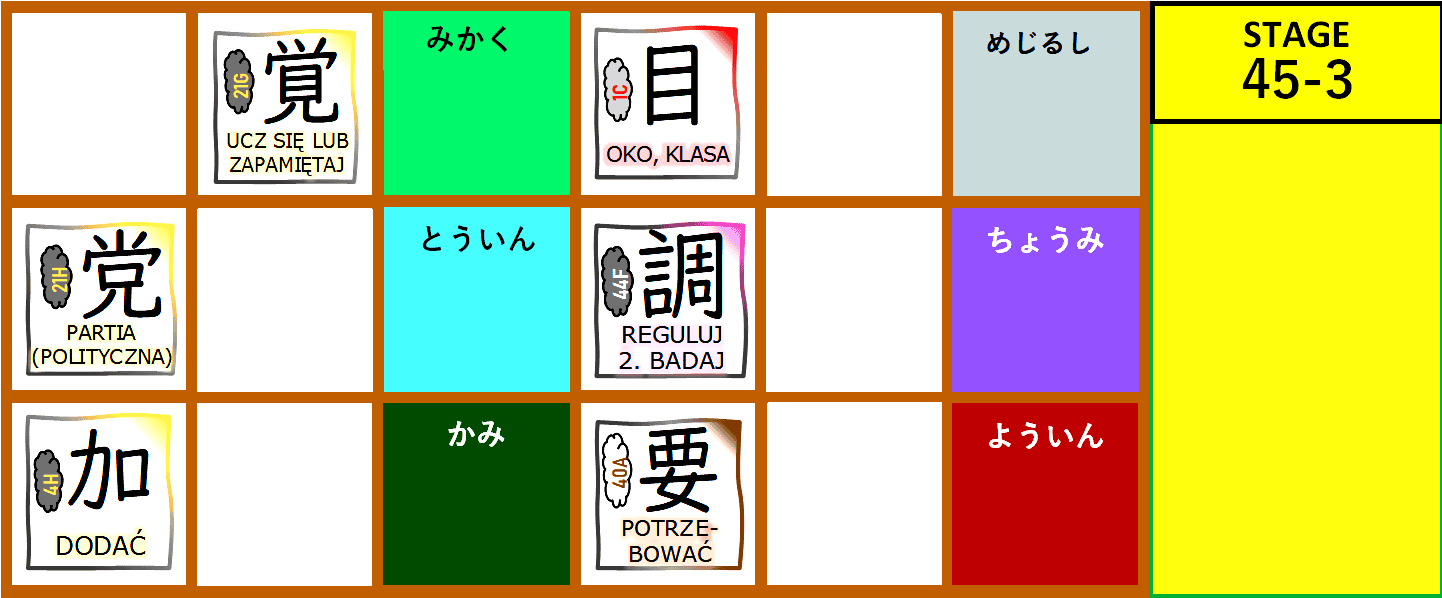 21G
覚
UCZ SIĘ LUB
ZAPAMIĘTAJ
みかく
1C
目
OKO, KLASA
めじるし
STAGE
45-3
21H
党
PARTIA
(POLITYCZNA)
とういん
44F
調
REGULUJ
2. BADAJ
ちょうみ
4H
加
DODAĆ
かみ
40A
要
POTRZE-
BOWAĆ
よういん